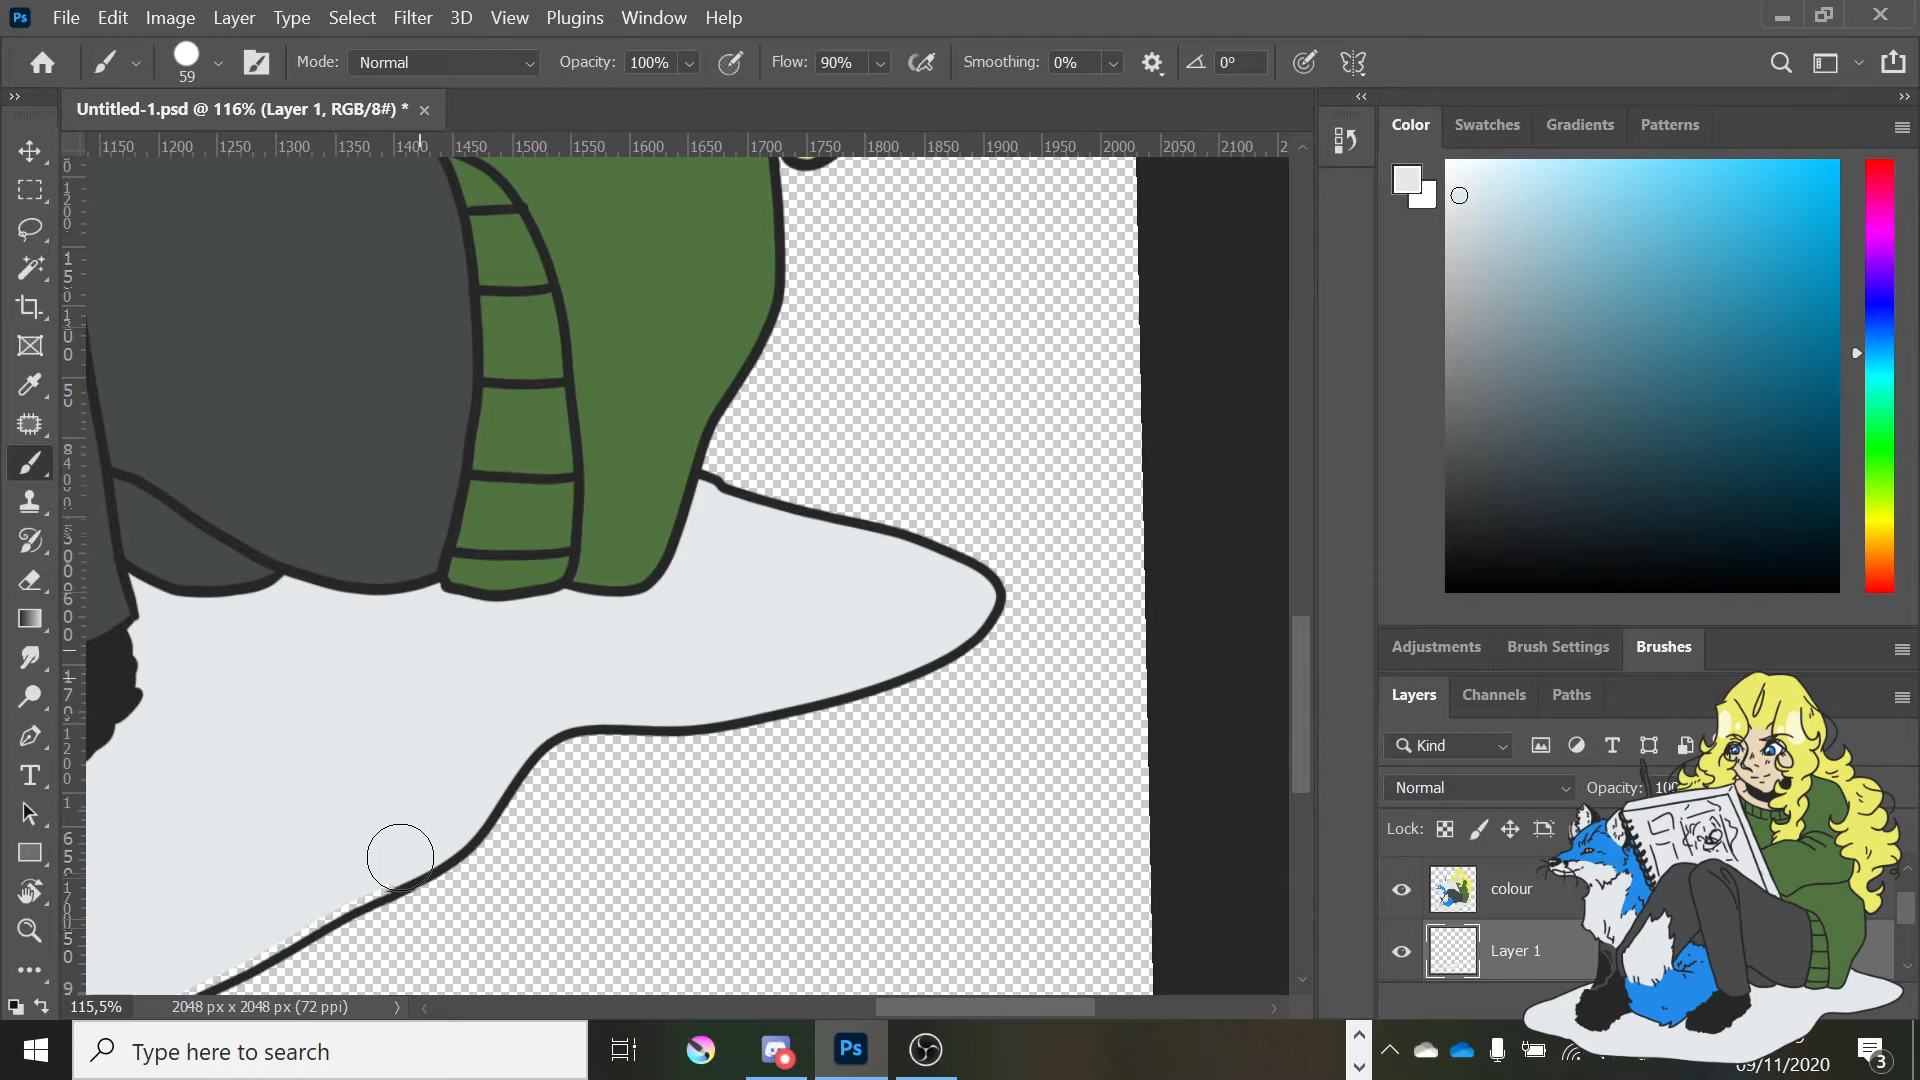 Ps File Edit Image Layer Type Select Filter 3D View Plugins Window Help
59 Mode: Normal Opacity: 100% Flow: 90% Smoothing: 0% 0°
Untitled-1.psd @ 116% (Layer 1, RGB/8#) *
1150 1200 1250 1300 1350 1400 1450 1500 1550 1600 1650 1700 1750 1800 1850 1900 1950 2000 2050 2100 2
Color Swatches Gradients Patterns
Adjustments Brush Settings Brushes
Layers Channels Paths
Kind
Normal Opacity:
Lock:
colour
Layer 1
115,5% 2048 px x 2048 px (72 ppi)
Type here to search
Ps
09/11/2020
3